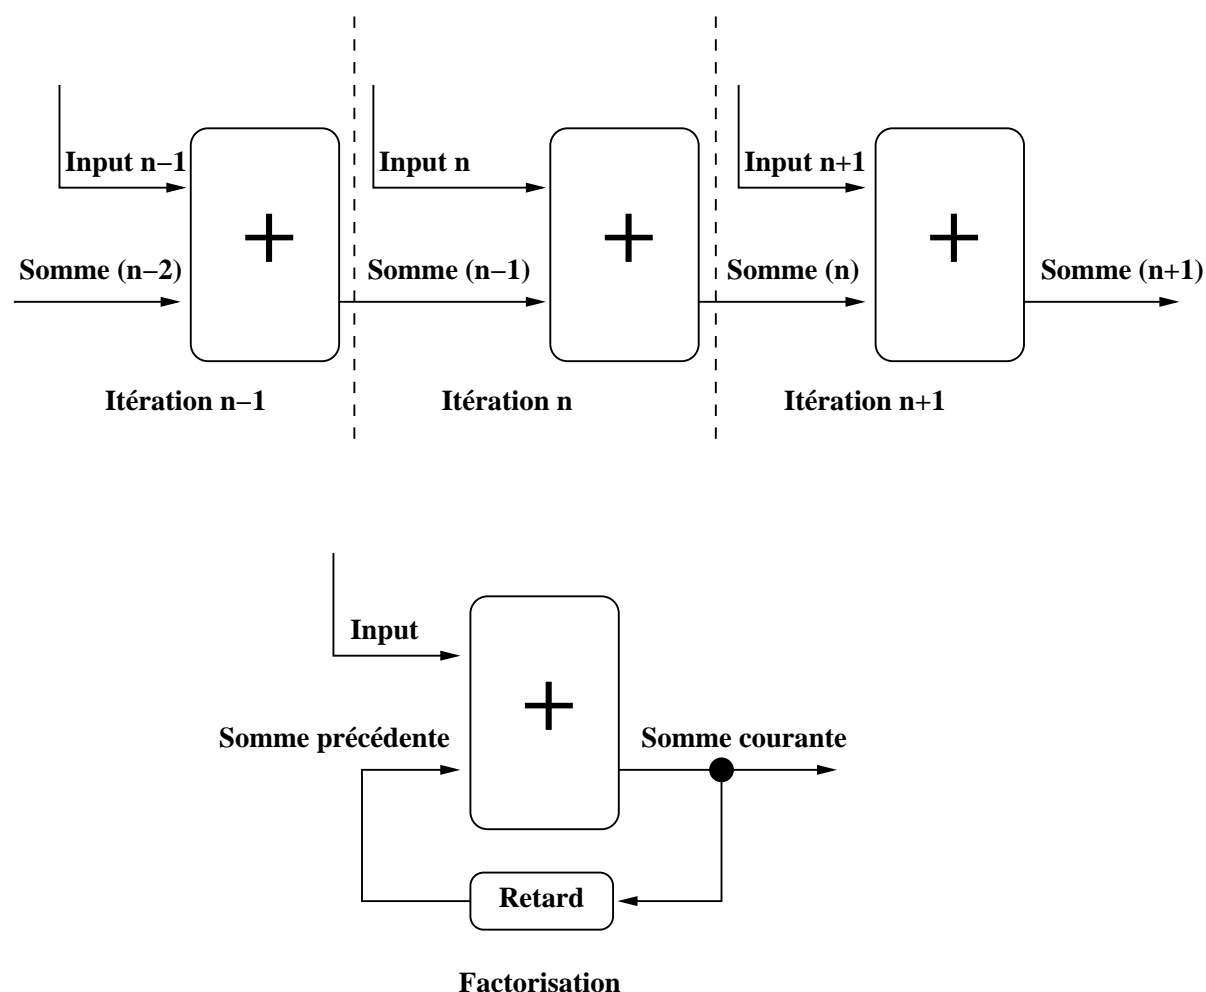 Input n−1
Input n
Input n+1
+
+
+
Somme (n−2)
Somme (n−1)
Somme (n)
Somme (n+1)
Itération n−1
Itération n
Itération n+1
Input
+
Somme précédente
Somme courante
Retard
Factorisation